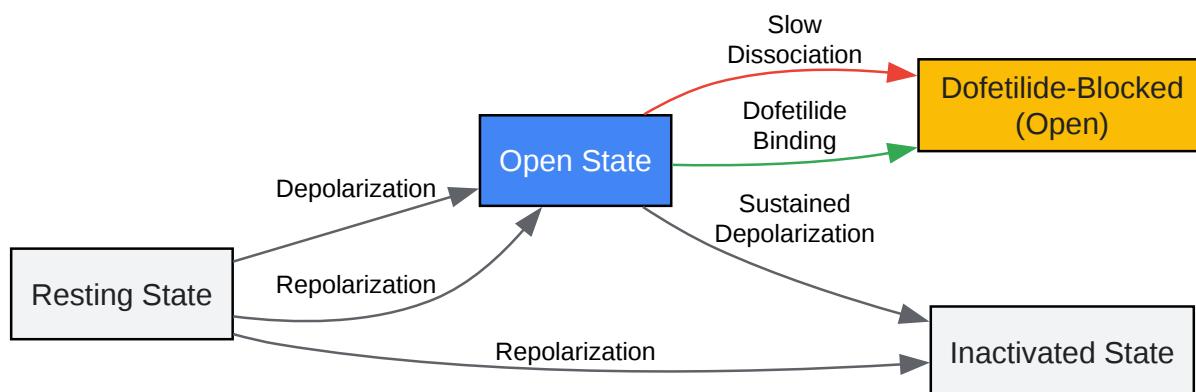 Slow
Dissociation
Dofetilide-Blocked
(Open)
Dofetilide
Binding
Open State
Depolarization
Sustained
Depolarization
Repolarization
Resting State
Repolarization
Inactivated State